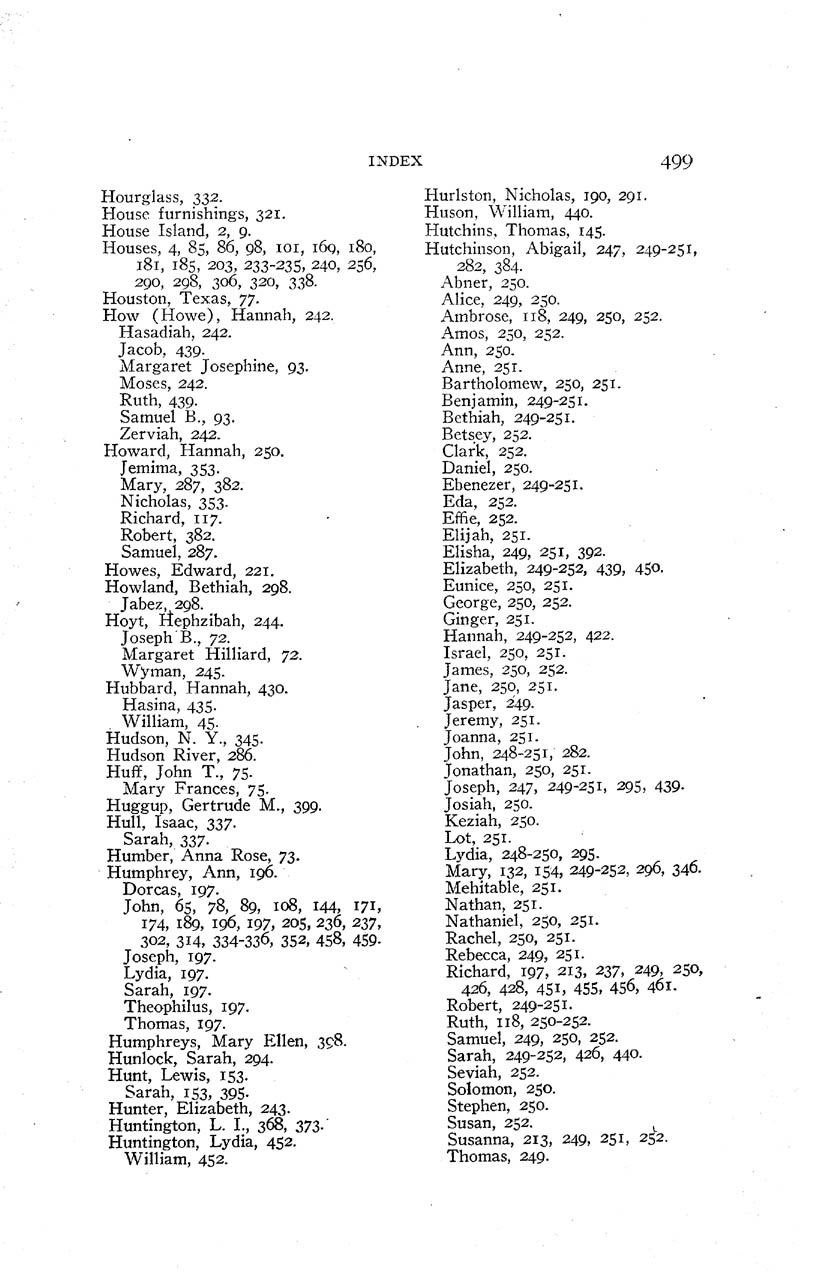 INDEX 499
Hourglass, 332.
House furnishings, 321.
House Island, 2, 9.
Houses, 4, 85, 86, 98, 101, 169, 180,
181, 185, 203, 233-235, 240, 256,
290, 298, 306, 320, 338.
Houston, Texas, 77.
How (Howe), Hannah, 242.
Hasadiah, 242.
Jacob, 439.
Margaret Josephine, 93.
Moses, 242.
Ruth, 439.
Samuel B., 93.
Zerviah, 242.
Howard, Hannah, 250.
Jemima, 353.
Mary, 287, 382.
Nicholas, 353.
Richard, 117.
Robert, 382.
Samuel, 287.
Howes, Edward, 221.
Howland, Bethiah, 298.
Jabez, 298.
Hoyt, Hephzibah, 244.
Joseph B., 72.
Margaret Hilliard, 72.
Wyman, 245.
Hubbard, Hannah, 430.
Hasina, 435.
William, 45.
Hudson, N. Y., 345.
Hudson River, 286.
Huff, John T., 75.
Mary Frances, 75.
Huggup, Gertrude M., 399.
Hull, Isaac, 337.
Sarah, 337.
Humber, Anna Rose, 73.
Humphrey, Ann, 196.
Dorcas, 197.
John, 65, 78, 89, 108, 144, 171,
174, 189, 196, 197, 205, 236, 237,
302, 314, 334-336, 352, 458, 459.
Joseph, 197.
Lydia, 197.
Sarah, 197.
Theophilus, 197.
Thomas, 197.
Humphreys, Mary Ellen, 398.
Hunlock, Sarah, 294.
Hunt, Lewis, 153.
Sarah, 153, 395.
Hunter, Elizabeth, 243.
Huntington, L. I., 368, 373.
Huntington, Lydia, 452.
William, 452.
Hurlston, Nicholas, 190, 291.
Huson, William, 440.
Hutchins, Thomas, 145.
Hutchinson, Abigail, 247, 249-251,
282, 384.
Abner, 250.
Alice, 249, 250.
Ambrose, 118, 249, 250, 252.
Amos, 250, 252.
Ann, 250.
Anne, 251.
Bartholomew, 250, 251.
Benjamin, 249-251.
Bethiah, 249-251.
Betsey, 252.
Clark, 252.
Daniel, 250.
Ebenezer, 249-251.
Eda, 252.
Effie, 252.
Elijah, 251.
Elisha, 249, 251, 392.
Elizabeth, 249-252, 439, 450.
Eunice, 250, 251.
George, 250, 252.
Ginger, 251.
Hannah, 249-252, 422.
Israel, 250, 251.
James, 250, 252.
Jane, 250, 251.
Jasper, 249.
Jeremy, 251.
Joanna, 251.
John, 248-251, 282.
Jonathan, 250, 251.
Joseph, 247, 249-251, 295, 439.
Josiah, 250.
Keziah, 250.
Lot, 251.
Lydia, 248-250, 295.
Mary, 132, 154, 249-252, 296, 346.
Mehitable, 251.
Nathan, 251.
Nathaniel, 250, 251.
Rachel, 250, 251.
Rebecca, 249, 251.
Richard, 197, 213, 237, 249, 250,
426, 428, 451, 455, 456, 461.
Robert, 249-251.
Ruth, 118, 250-252.
Samuel, 249, 250, 252.
Sarah, 249-252, 426, 440.
Seviah, 252.
Solomon, 250.
Stephen, 250.
Susan, 252.
Susanna, 213, 249, 251, 252.
Thomas, 249.